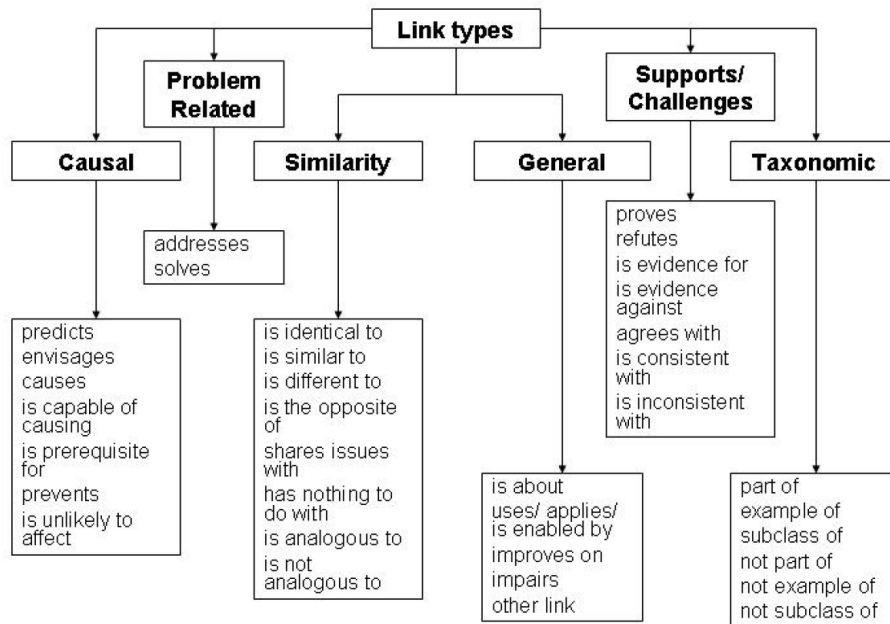 Link types
Problem
Related
Supports/
Challenges
Causal
Similarity
General
Taxonomic
addresses
solves
proves
refutes
is evidence for
is evidence
against
agrees with
is consistent
with
is inconsistent
with
predicts
envisages
causes
is capable of
causing
is prerequisite
for
prevents
is unlikely to
affect
is identical to
is similar to
is different to
is the opposite
of
shares issues
with
has nothing to
do with
is analogous to
is not
analogous to
is about
uses/ applies/
is enabled by
improves on
impairs
other link
part of
example of
subclass of
not part of
not example of
not subclass of